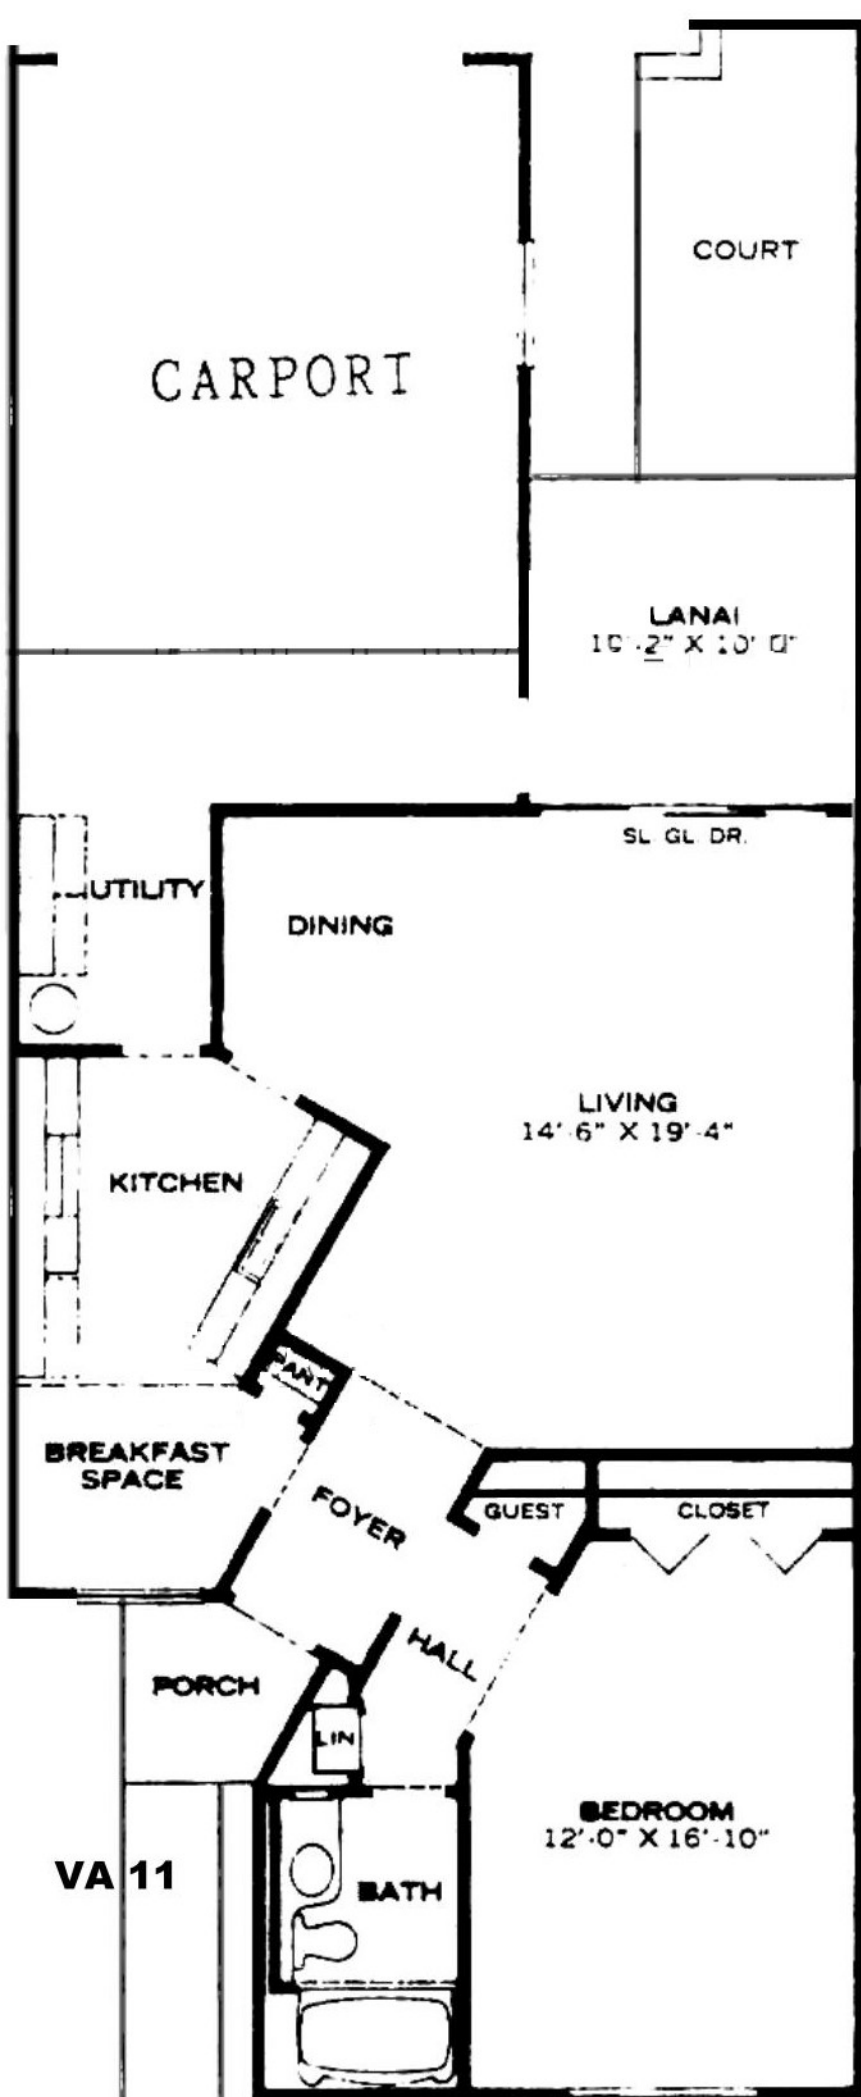 COURT
CARPORT
LANAI
SL GL DR.
UTILITY
DINING
LIVING
14'-6" X 19'-4"
KITCHEN
PANT
BREAKFAST
SPACE
FOYER
GUEST
CLOSET
HALL
PORCH
LIN
BEDROOM
12'-0" X 16'-10"
VA 11
BATH